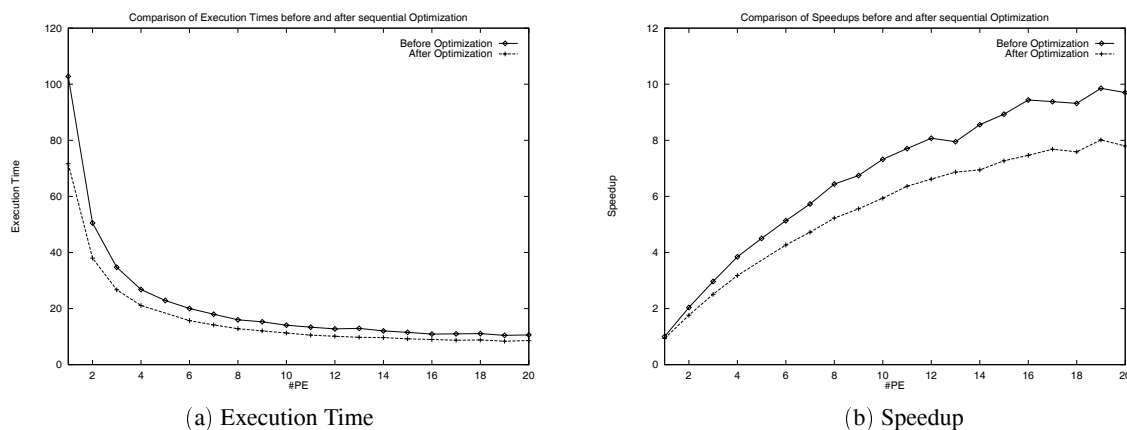 Comparison of Execution Times before and after sequential Optimization
120
100
80
60
40
20
0
Execution Time
Before Optimization
After Optimization
2 4 6 8 10 12 14 16 18 20
#PE
(a) Execution Time
Comparison of Speedups before and after sequential Optimization
12
10
8
6
4
2
0
Speedup
Before Optimization
After Optimization
2 4 6 8 10 12 14 16 18 20
#PE
(b) Speedup